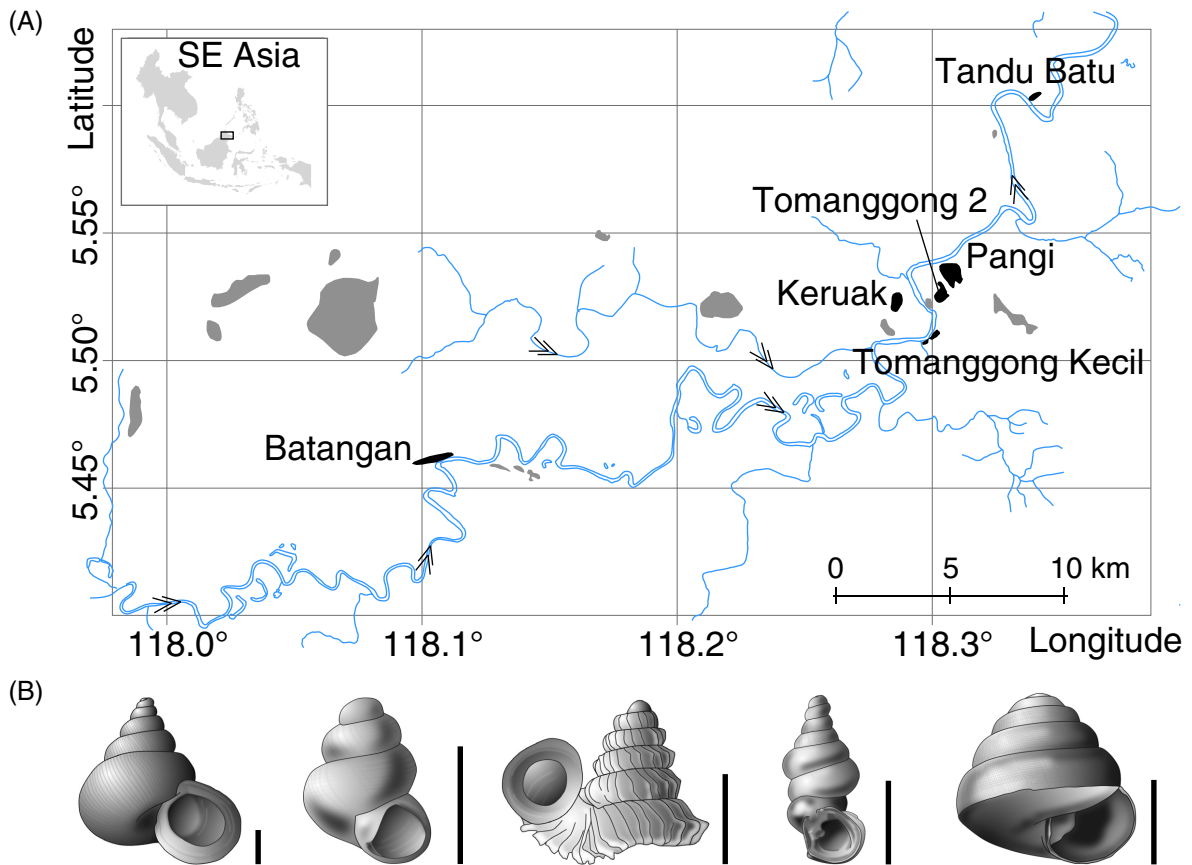 (A)
SE Asia
Latitude
Tandu Batu
5.55°
Tomanggong 2
Pangi
Keruak
5.50°
Tomanggong Kecil
Batangan
5.45°
0 5 10 km
118.0° 118.1° 118.2° 118.3° Longitude
(B)